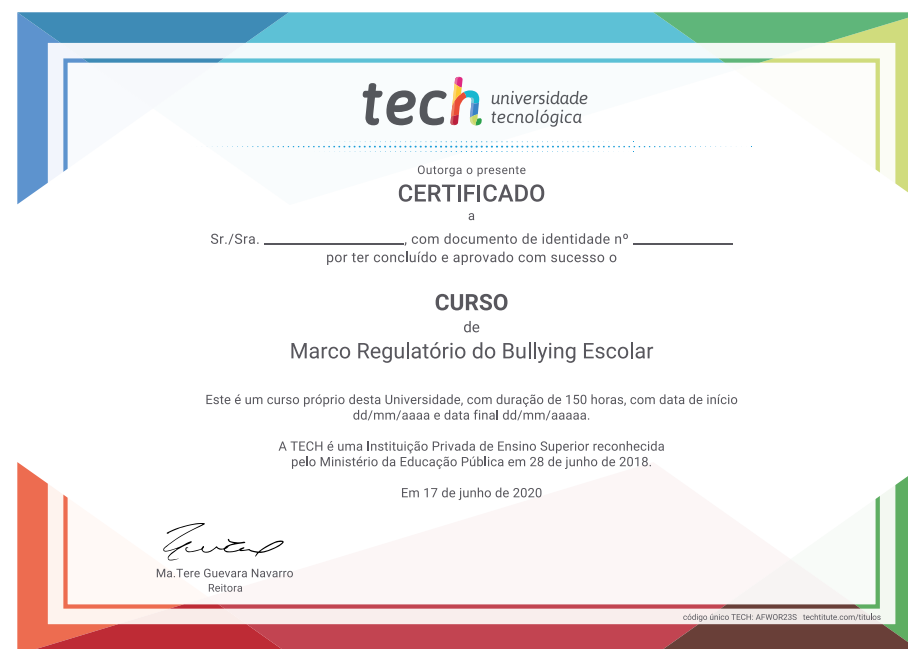 tech universidade
tecnológica
Outorga o presente
CERTIFICADO
a
Sr./Sra. ________________, com documento de identidade nº ____________
por ter concluído e aprovado com sucesso o
CURSO
de
Marco Regulatório do Bullying Escolar
Este é um curso próprio desta Universidade, com duração de 150 horas, com data de início
dd/mm/aaaa e data final dd/mm/aaaaa.
A TECH é uma Instituição Privada de Ensino Superior reconhecida
pelo Ministério da Educação Pública em 28 de junho de 2018.
Em 17 de junho de 2020
Ma.Tere Guevara Navarro
Reitora
código único TECH: AFWOR23S techtitute.com/titulos